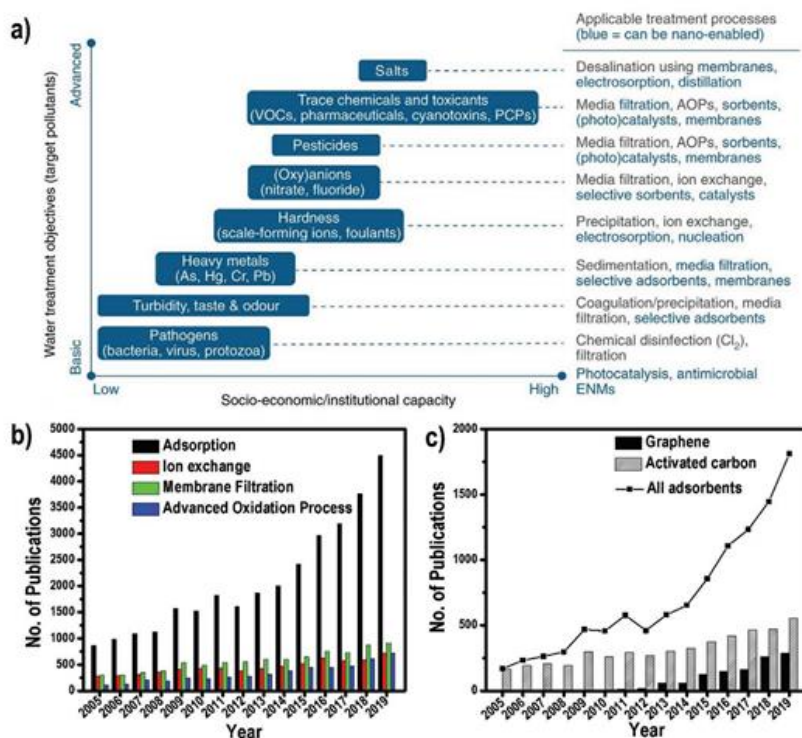 a)
Applicable treatment processes
(blue = can be nano-enabled)
Water treatment objectives (target pollutants)
Advanced
Basic
Salts
Desalination using membranes,
electrosorption, distillation
Trace chemicals and toxicants
(VOCs, pharmaceuticals, cyanotoxins, PCPs)
Media filtration, AOPs, sorbents,
(photo)catalysts, membranes
Pesticides
Media filtration, AOPs, sorbents,
(photo)catalysts, membranes
(Oxy)anions
(nitrate, fluoride)
Media filtration, ion exchange,
selective sorbents, catalysts
Hardness
(scale-forming ions, foulants)
Precipitation, ion exchange,
electrosorption, nucleation
Heavy metals
(As, Hg, Cr, Pb)
Sedimentation, media filtration,
selective adsorbents, membranes
Turbidity, taste & odour
Coagulation/precipitation, media
filtration, selective adsorbents
Pathogens
(bacteria, virus, protozoa)
Chemical disinfection (Cl₂),
filtration
Photocatalysis, antimicrobial
ENMs
Low
High
Socio-economic/institutional capacity
b)
No. of Publications
5000
4500
4000
3500
3000
2500
2000
1500
1000
500
0
Adsorption
Ion exchange
Membrane Filtration
Advanced Oxidation Process
2005 2006 2007 2008 2009 2010 2011 2012 2013 2014 2015 2016 2017 2018 2019
Year
c)
No. of Publications
2000
1500
1000
500
0
Graphene
Activated carbon
All adsorbents
2005 2006 2007 2008 2009 2010 2011 2012 2013 2014 2015 2016 2017 2018 2019
Year